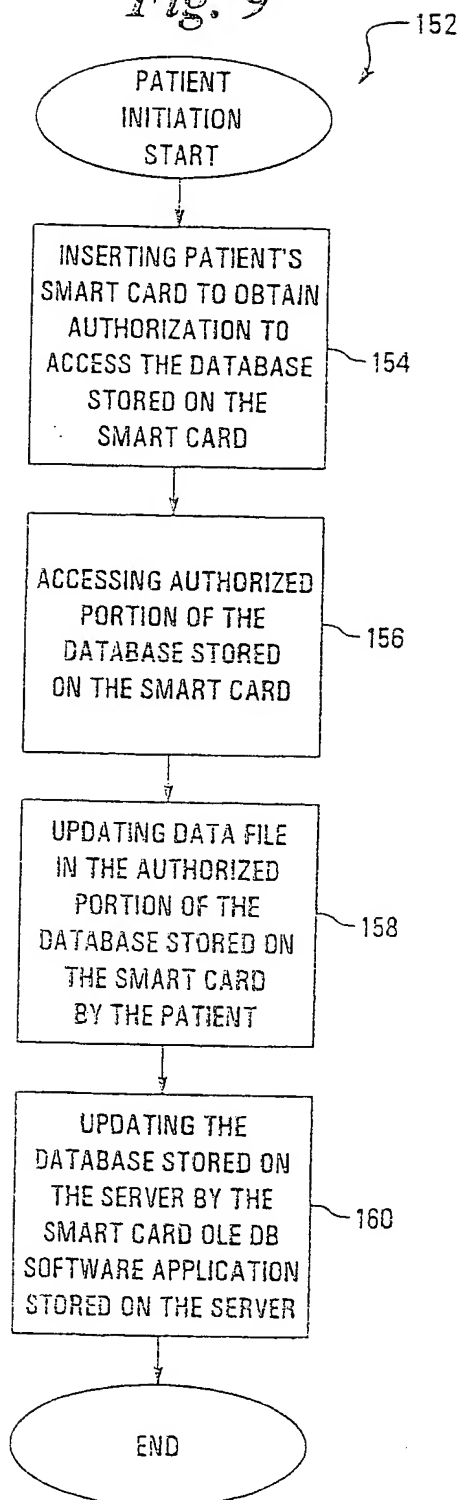 Fig. 9
152
PATIENT
INITIATION
START
INSERTING PATIENT'S
SMART CARD TO OBTAIN
AUTHORIZATION TO
ACCESS THE DATABASE
STORED ON THE
SMART CARD
154
ACCESSING AUTHORIZED
PORTION OF THE
DATABASE STORED
ON THE SMART CARD
156
UPDATING DATA FILE
IN THE AUTHORIZED
PORTION OF THE
DATABASE STORED ON
THE SMART CARD
BY THE PATIENT
158
UPDATING THE
DATABASE STORED ON
THE SERVER BY THE
SMART CARD OLE DB
SOFTWARE APPLICATION
STORED ON THE SERVER
160
END